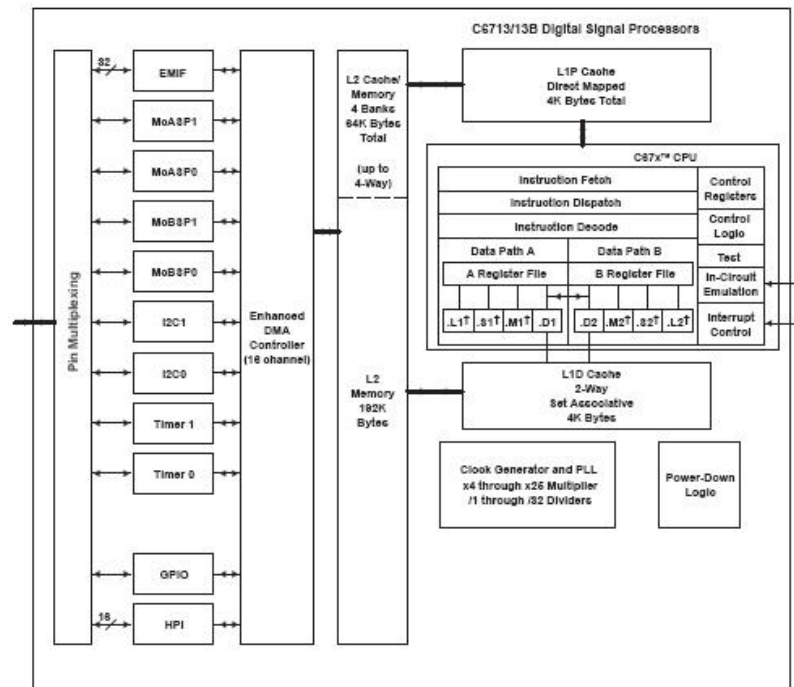 C6713/13B Digital Signal Processors
32
EMIF
McASP1
McASP0
McBSP1
McBSP0
I2C1
I2C0
Timer 1
Timer 0
GPIO
16
HPI
Pin Multiplexing
Enhanced
DMA
Controller
(16 channel)
L2 Cache/
Memory
4 Banks
64K Bytes
Total
(up to
4-Way)
L2
Memory
192K
Bytes
L1P Cache
Direct Mapped
4K Bytes Total
C67x™ CPU
Instruction Fetch
Instruction Dispatch
Instruction Decode
Data Path A
Data Path B
A Register File
B Register File
.L1† .S1† .M1† .D1
.D2 .M2† .S2† .L2†
Control
Registers
Control
Logic
Test
In-Circuit
Emulation
Interrupt
Control
L1D Cache
2-Way
Set Associative
4K Bytes
Clock Generator and PLL
x4 through x25 Multiplier
/1 through /32 Dividers
Power-Down
Logic